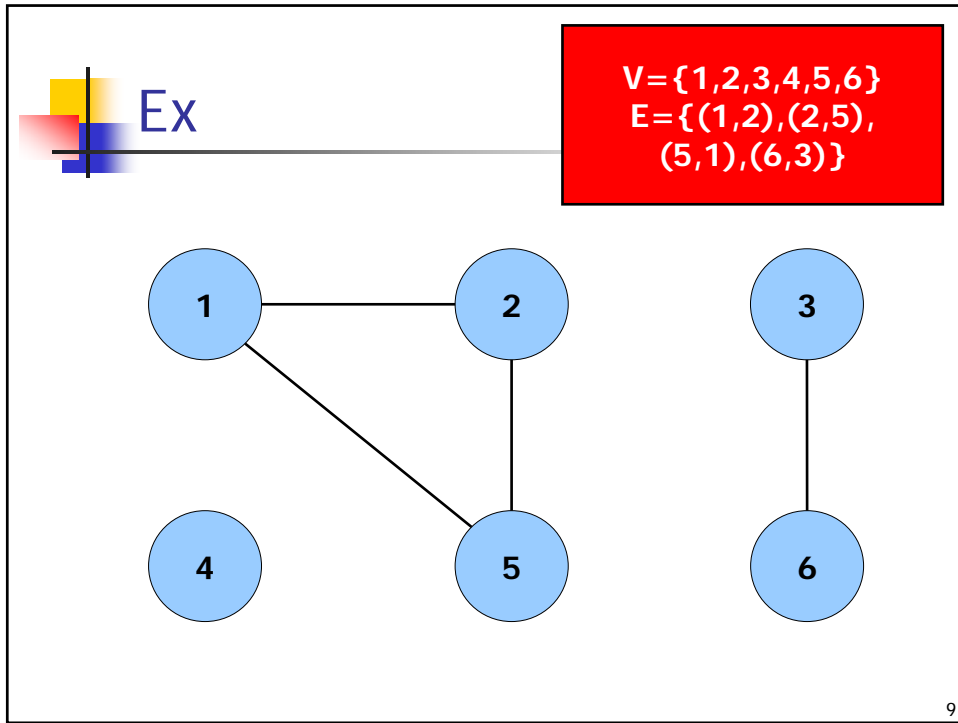 Ex
V={1,2,3,4,5,6}
E={(1,2),(2,5),
(5,1),(6,3)}
1
2
3
4
5
6
9